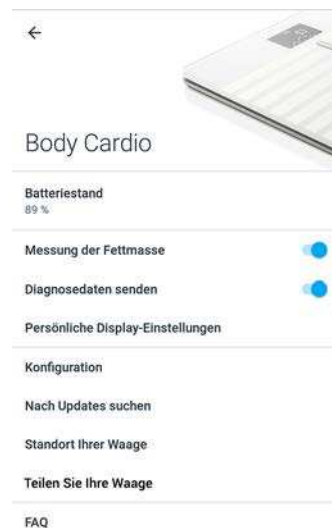 Body Cardio
Batteriestand
89 %
Messung der Fettmasse
Diagnosedaten senden
Persönliche Display-Einstellungen
Konfiguration
Nach Updates suchen
Standort Ihrer Waage
Teilen Sie Ihre Waage
FAQ